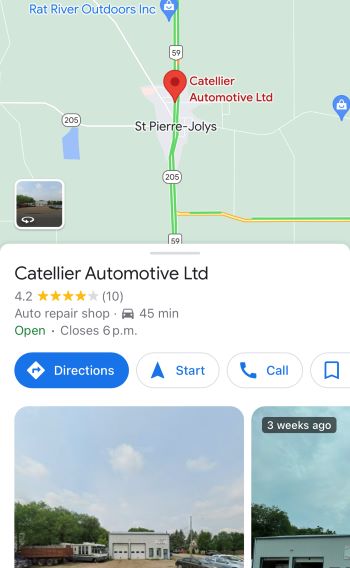 Rat River Outdoors Inc
59
Catellier
Automotive Ltd
205
St Pierre-Jolys
205
59
Catellier Automotive Ltd
4.2 (10)
Auto repair shop · 45 min
Open · Closes 6 p.m.
Directions
Start
Call
3 weeks ago